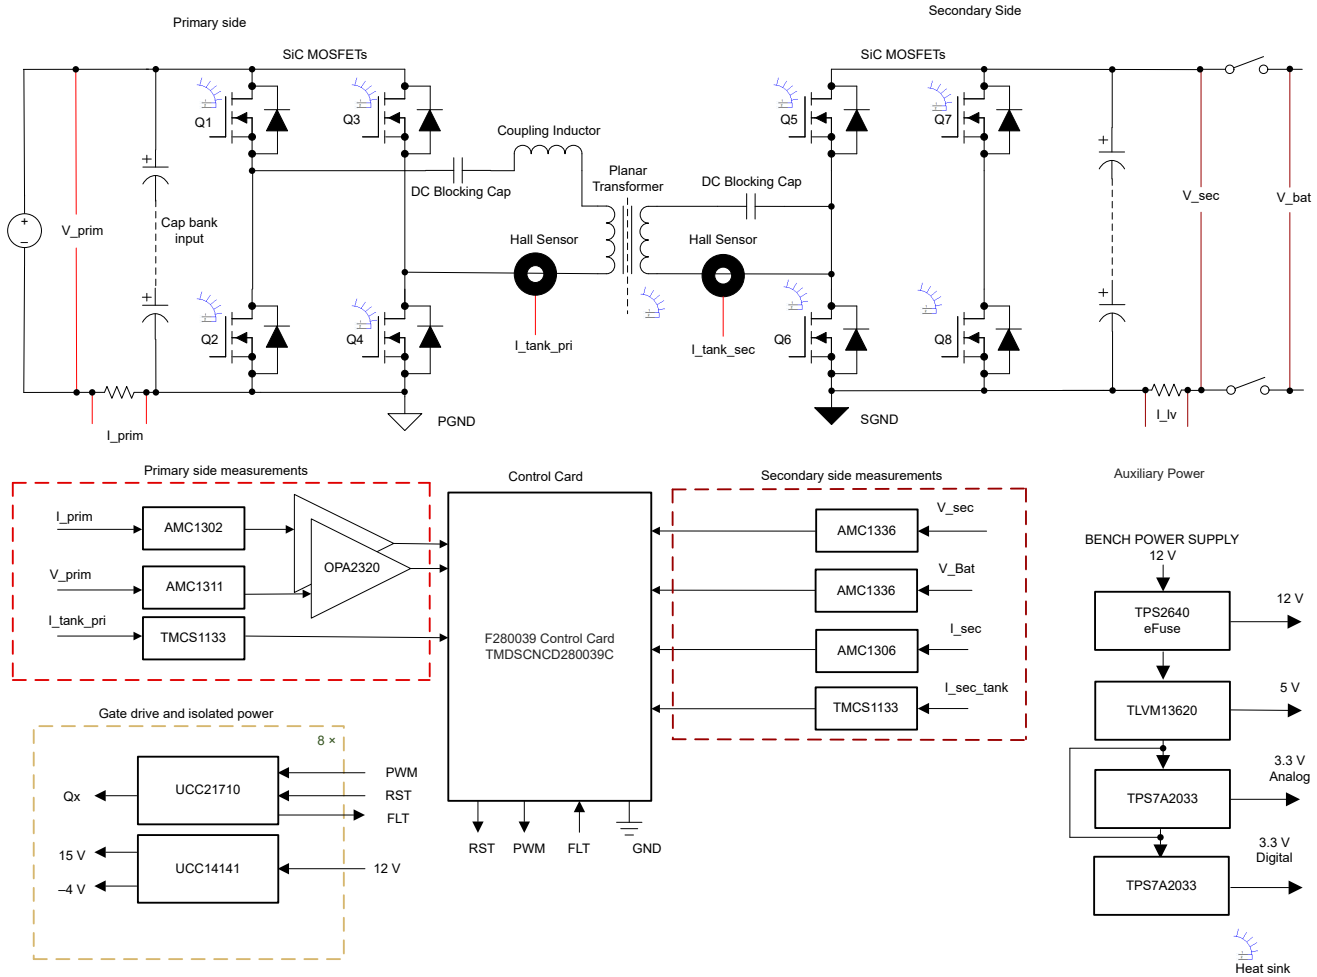 Primary side
Secondary Side
SiC MOSFETs
SiC MOSFETs
Q1
Q3
Q5
Q7
Coupling Inductor
DC Blocking Cap
Planar
Transformer
DC Blocking Cap
+
+
V_prim
Cap bank
input
+
−
Hall Sensor
Hall Sensor
V_sec
V_bat
+
+
Q2
Q4
I_tank_pri
I_tank_sec
Q6
Q8
PGND
SGND
I_prim
I_lv
Primary side measurements
I_prim
AMC1302
V_prim
AMC1311
OPA2320
I_tank_pri
TMCS1133
Control Card
F280039 Control Card
TMDSCNCD280039C
RST
PWM
FLT
GND
Secondary side measurements
V_sec
AMC1336
V_Bat
AMC1336
I_sec
AMC1306
I_sec_tank
TMCS1133
Auxiliary Power
BENCH POWER SUPPLY
12 V
TPS2640
eFuse
12 V
TLVM13620
5 V
TPS7A2033
3.3 V
Analog
TPS7A2033
3.3 V
Digital
Gate drive and isolated power
8 ×
UCC21710
Qx
PWM
RST
FLT
UCC14141
15 V
–4 V
12 V
Heat sink